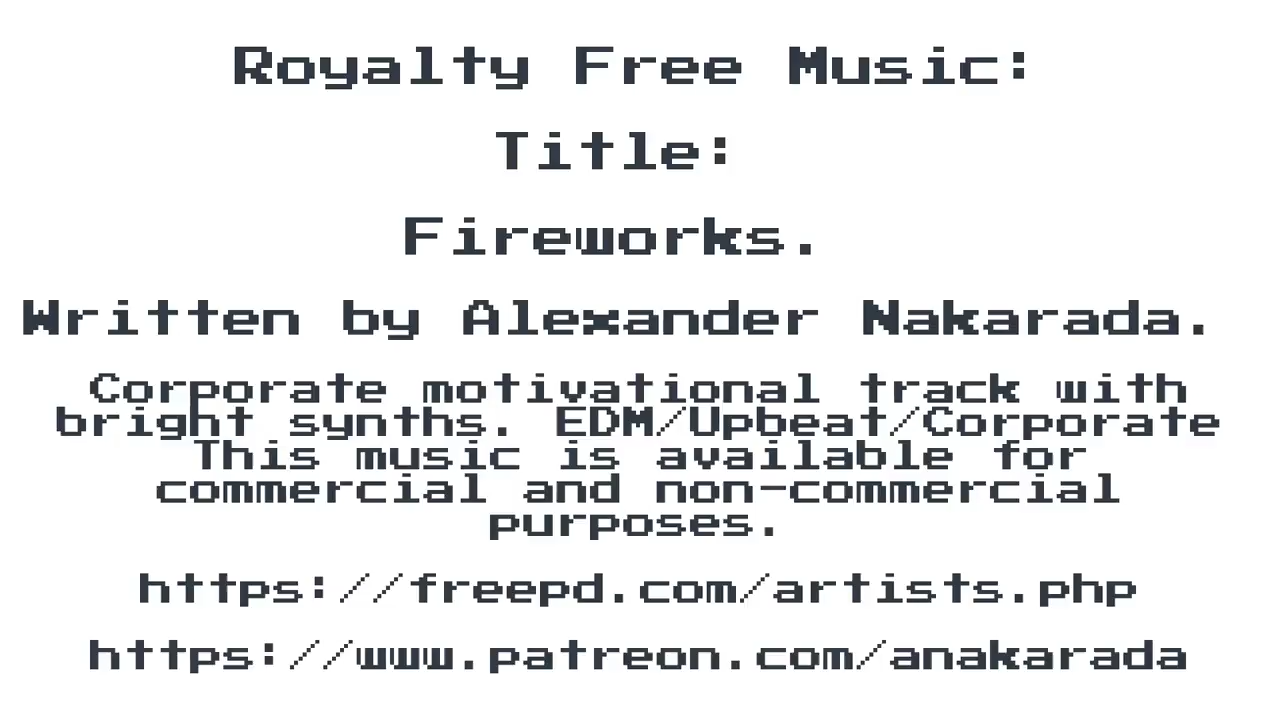 Royalty Free Music:
Title:
Fireworks.
Written by Alexander Nakarada.
Corporate motivational track with
bright synths. EDM/Upbeat/Corporate
This music is available for
commercial and non-commercial
purposes.
https://freepd.com/artists.php
https://www.patreon.com/anakarada